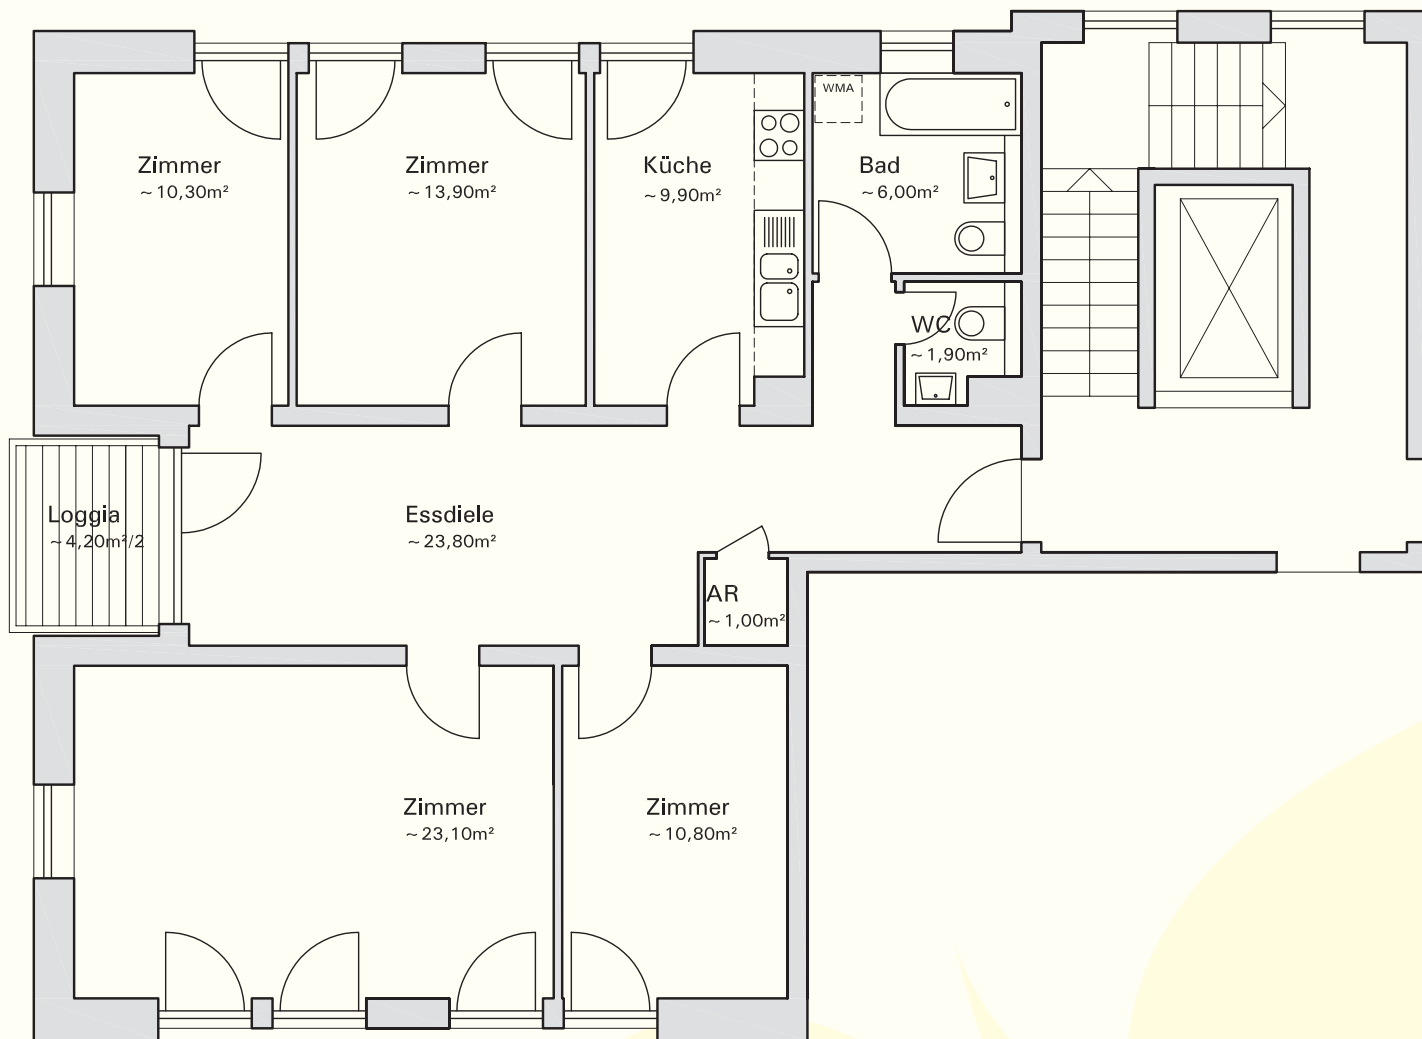 WMA
Zimmer
~10,30m²
Zimmer
~13,90m²
Küche
~9,90m²
Bad
~6,00m²
WC
~1,90m²
Loggia
~4,20m²/2
Essdiele
~23,80m²
AR
~1,00m²
Zimmer
~23,10m²
Zimmer
~10,80m²